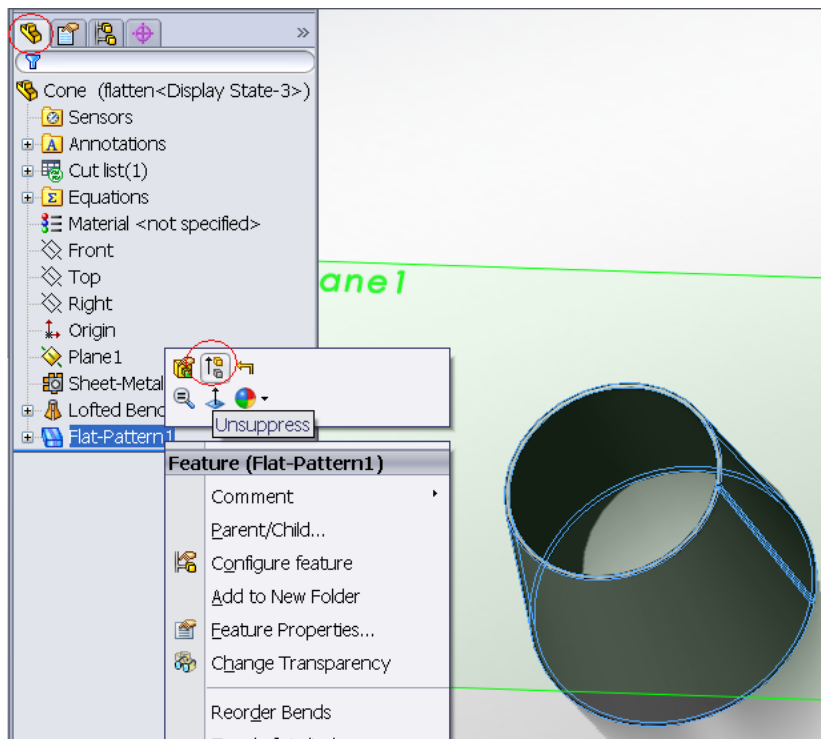 »
Cone (flatten<Display State-3>)
Sensors
Annotations
Cut list(1)
Equations
Material <not specified>
Front
Top
Right
Origin
Plane1
Sheet-Metal
Lofted Bend
Flat-Pattern1
ane1
Unsuppress
Feature (Flat-Pattern1)
Comment
Parent/Child...
Configure feature
Add to New Folder
Feature Properties...
Change Transparency
Reorder Bends